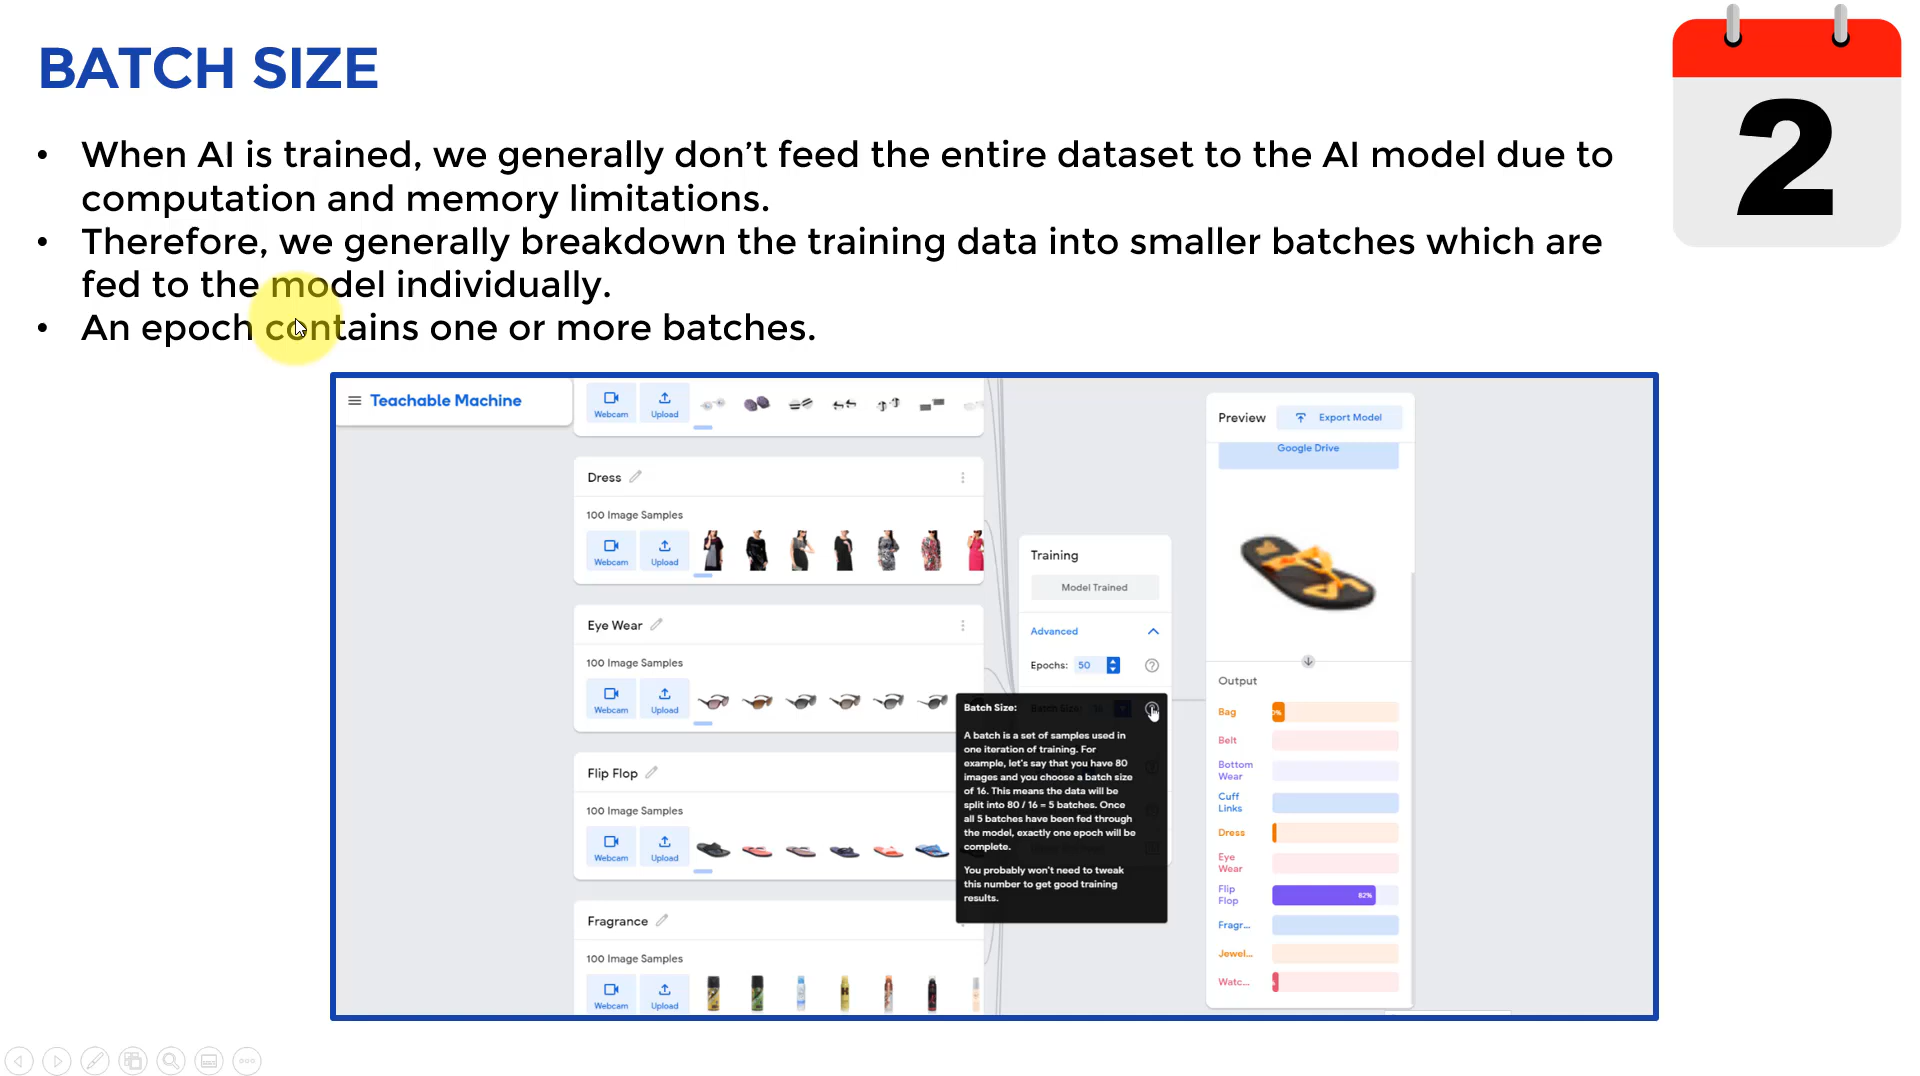 BATCH SIZE
2
• When AI is trained, we generally don’t feed the entire dataset to the AI model due to
computation and memory limitations.
• Therefore, we generally breakdown the training data into smaller batches which are
fed to the model individually.
• An epoch contains one or more batches.
Teachable Machine
Webcam
Upload
Dress
100 Image Samples
Webcam
Upload
Eye Wear
100 Image Samples
Webcam
Upload
Flip Flop
100 Image Samples
Webcam
Upload
Fragrance
100 Image Samples
Webcam
Upload
Training
Model Trained
Advanced
Epochs: 50
Batch Size:
A batch is a set of samples used in
one iteration of training. For
example, let's say that you have 80
images and you choose a batch size
of 16. This means the data will be
split into 80 / 16 = 5 batches. Once
all 5 batches have been fed through
the model, exactly one epoch will be
complete.
You probably won't need to tweak
this number to get good training
results.
Preview
Export Model
Google Drive
Output
Bag
Belt
Bottom
Wear
Cuff
Links
Dress
Eye
Wear
Flip
Flop
82%
Fragr...
Jewel...
Watc...